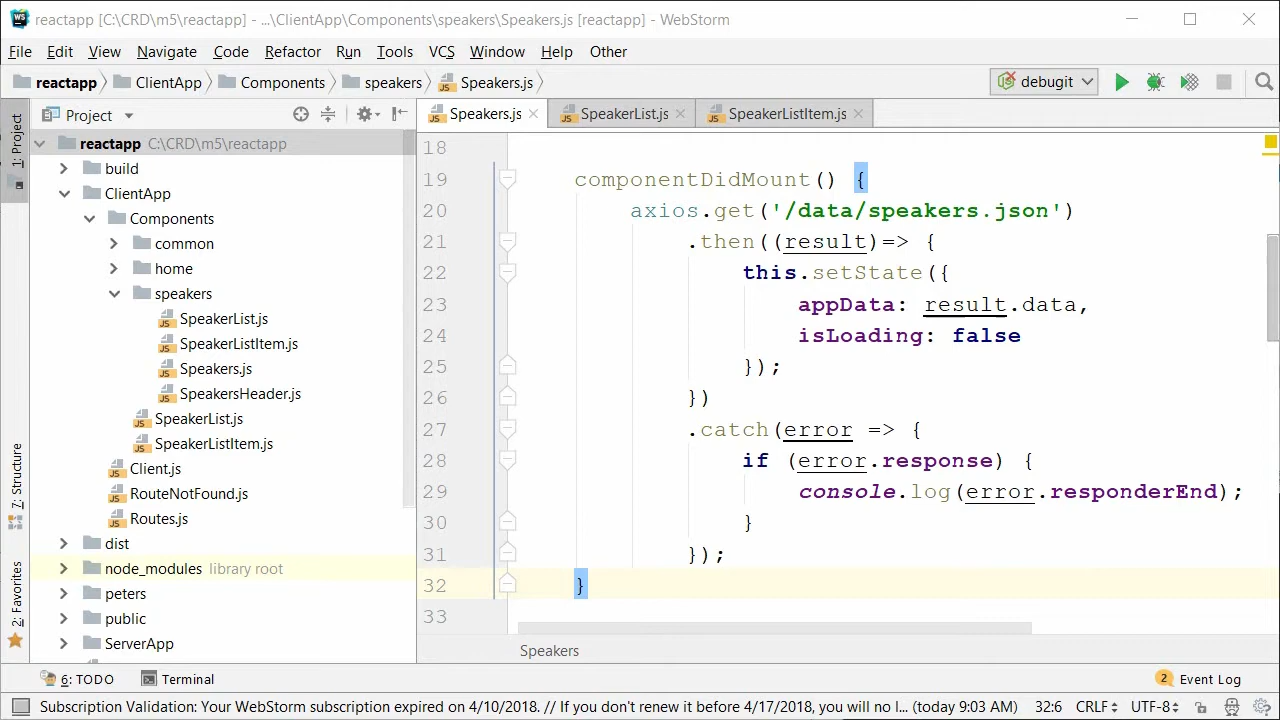 reactapp [C:\CRD\m5\reactapp] - ...\ClientApp\Components\speakers\Speakers.js [reactapp] - WebStorm
File Edit View Navigate Code Refactor Run Tools VCS Window Help Other
reactapp ClientApp Components speakers Speakers.js debugit
1: Project
7: Structure
2: Favorites
Project
reactapp C:\CRD\m5\reactapp
build
ClientApp
Components
common
home
speakers
SpeakerList.js
SpeakerListItem.js
Speakers.js
SpeakersHeader.js
SpeakerList.js
SpeakerListItem.js
Client.js
RouteNotFound.js
Routes.js
dist
node_modules library root
peters
public
ServerApp
Speakers.js SpeakerList.js SpeakerListItem.js
18
19 componentDidMount() {
20 axios.get('/data/speakers.json')
21 .then((result)=> {
22 this.setState({
23 appData: result.data,
24 isLoading: false
25 });
26 })
27 .catch(error => {
28 if (error.response) {
29 console.log(error.responderEnd);
30 }
31 });
32 }
33
Speakers
6: TODO Terminal 2 Event Log
Subscription Validation: Your WebStorm subscription expired on 4/10/2018. // If you don't renew it before 4/17/2018, you will no l... (today 9:03 AM) 32:6 CRLF UTF-8